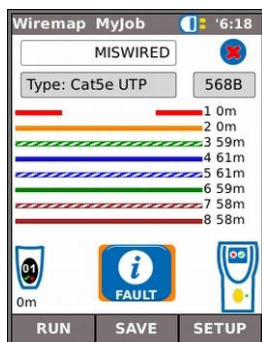 Wiremap MyJob '6:18
MISWIRED
Type: Cat5e UTP 568B
1 0m
2 0m
3 59m
4 61m
5 61m
6 59m
7 58m
8 58m
01
0m
i
FAULT
RUN SAVE SETUP